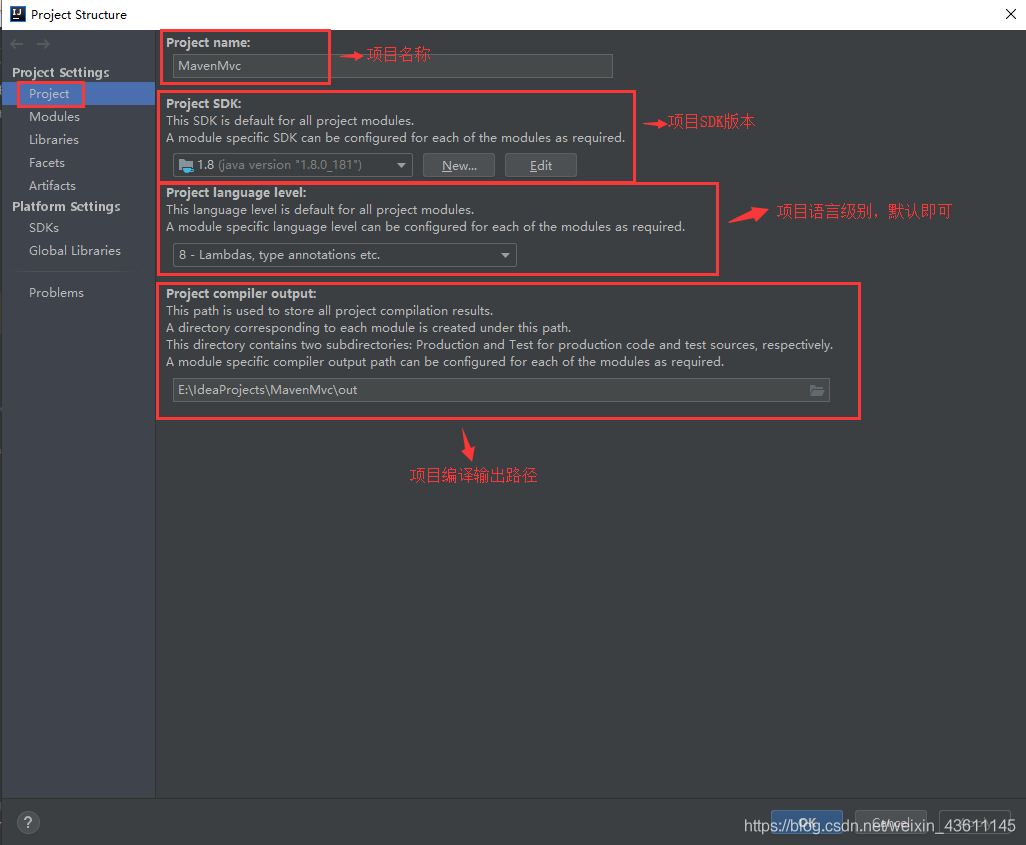 Project Structure
Project name:
MavenMvc
项目名称
Project Settings
Project
Modules
Libraries
Facets
Artifacts
Platform Settings
SDKs
Global Libraries
Problems
Project SDK:
This SDK is default for all project modules.
A module specific SDK can be configured for each of the modules as required.
1.8 (java version "1.8.0_181")
New...
Edit
项目SDK版本
Project language level:
This language level is default for all project modules.
A module specific language level can be configured for each of the modules as required.
8 - Lambdas, type annotations etc.
项目语言级别，默认即可
Project compiler output:
This path is used to store all project compilation results.
A directory corresponding to each module is created under this path.
This directory contains two subdirectories: Production and Test for production code and test sources, respectively.
A module specific compiler output path can be configured for each of the modules as required.
E:\IdeaProjects\MavenMvc\out
项目编译输出路径
?
OK
Cancel
https://blog.csdn.net/weixin_43611145